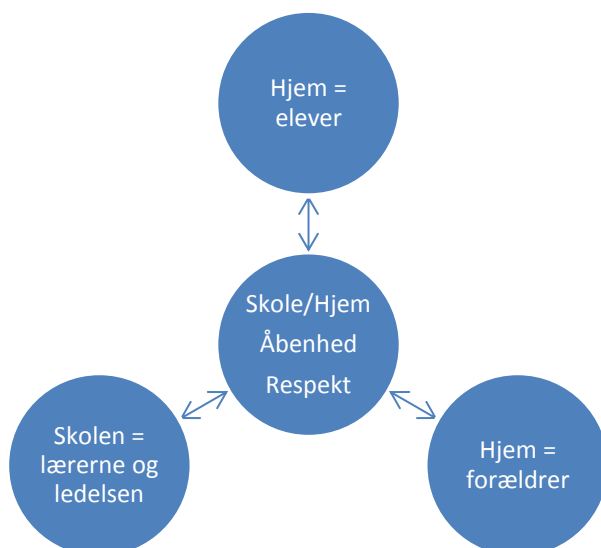 Hjem =
elever
Skole/Hjem
Åbenhed
Respekt
Skolen =
lærerne og
ledelsen
Hjem =
forældrer